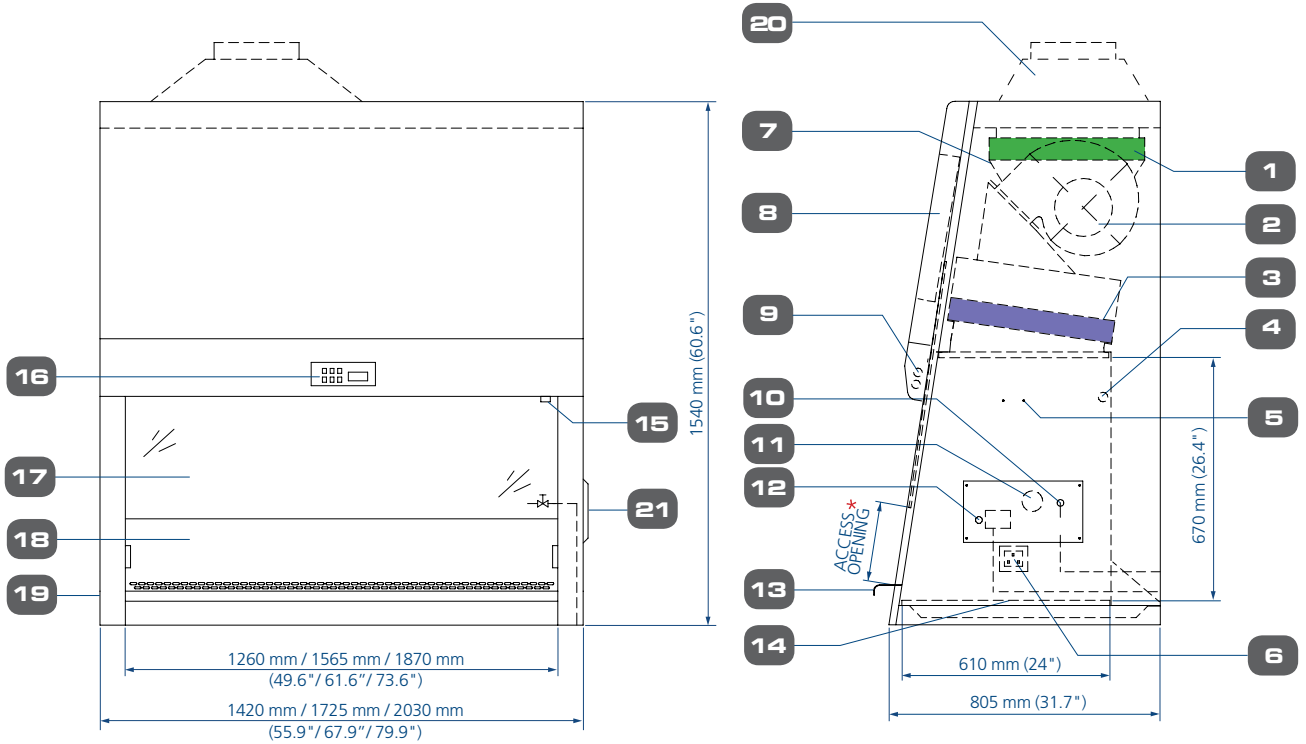 16
17
18
19
15
21
1540 mm (60.6")
1260 mm / 1565 mm / 1870 mm
(49.6"/ 61.6”/ 73.6")
1420 mm / 1725 mm / 2030 mm
(55.9"/ 67.9”/ 79.9")
20
7
8
9
10
11
12
13
14
1
2
3
4
5
6
ACCESS*
OPENING
670 mm (26.4")
610 mm (24")
805 mm (31.7")